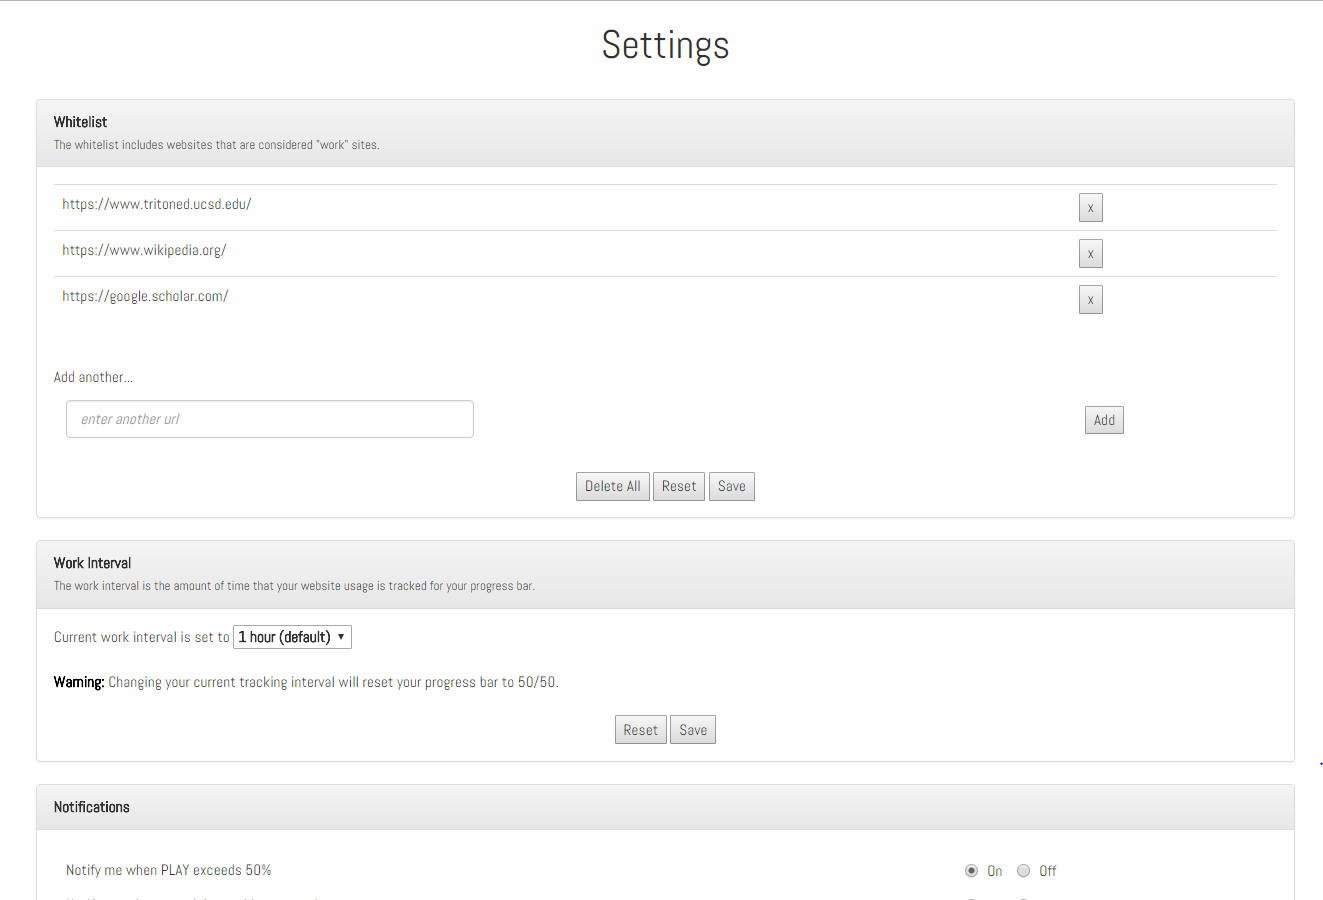 Settings
Whitelist
The whitelist includes websites that are considered "work" sites.
https://www.tritoned.ucsd.edu/ x
https://www.wikipedia.org/ x
https://google.scholar.com/ x
Add another...
enter another url Add
Delete All Reset Save
Work Interval
The work interval is the amount of time that your website usage is tracked for your progress bar.
Current work interval is set to 1 hour (default)
Warning: Changing your current tracking interval will reset your progress bar to 50/50.
Reset Save
Notifications
Notify me when PLAY exceeds 50% On Off